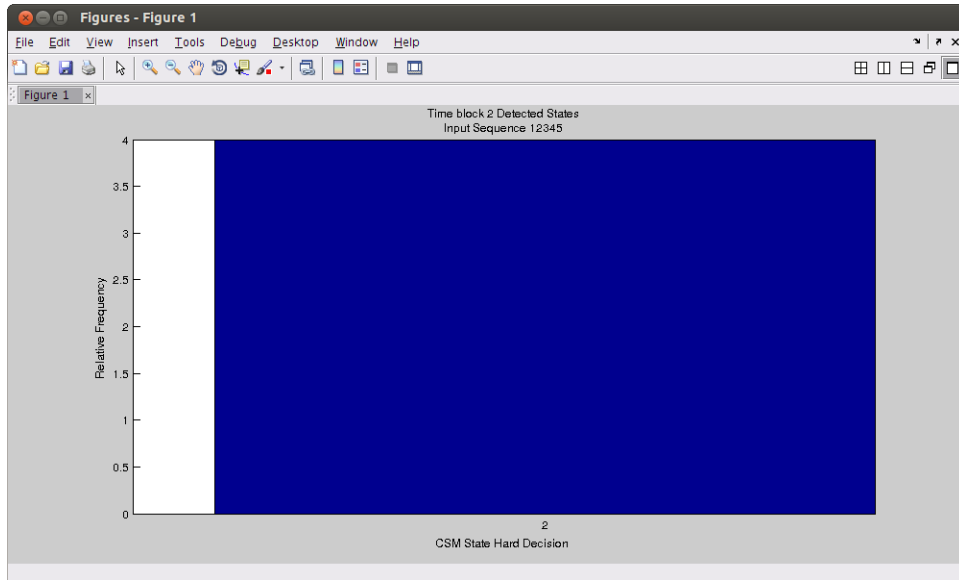 Figures - Figure 1
File Edit View Insert Tools Debug Desktop Window Help
Figure 1
Time block 2 Detected States
Input Sequence 12345
4
3.5
3
2.5
2
1.5
1
0.5
0
Relative Frequency
2
CSM State Hard Decision